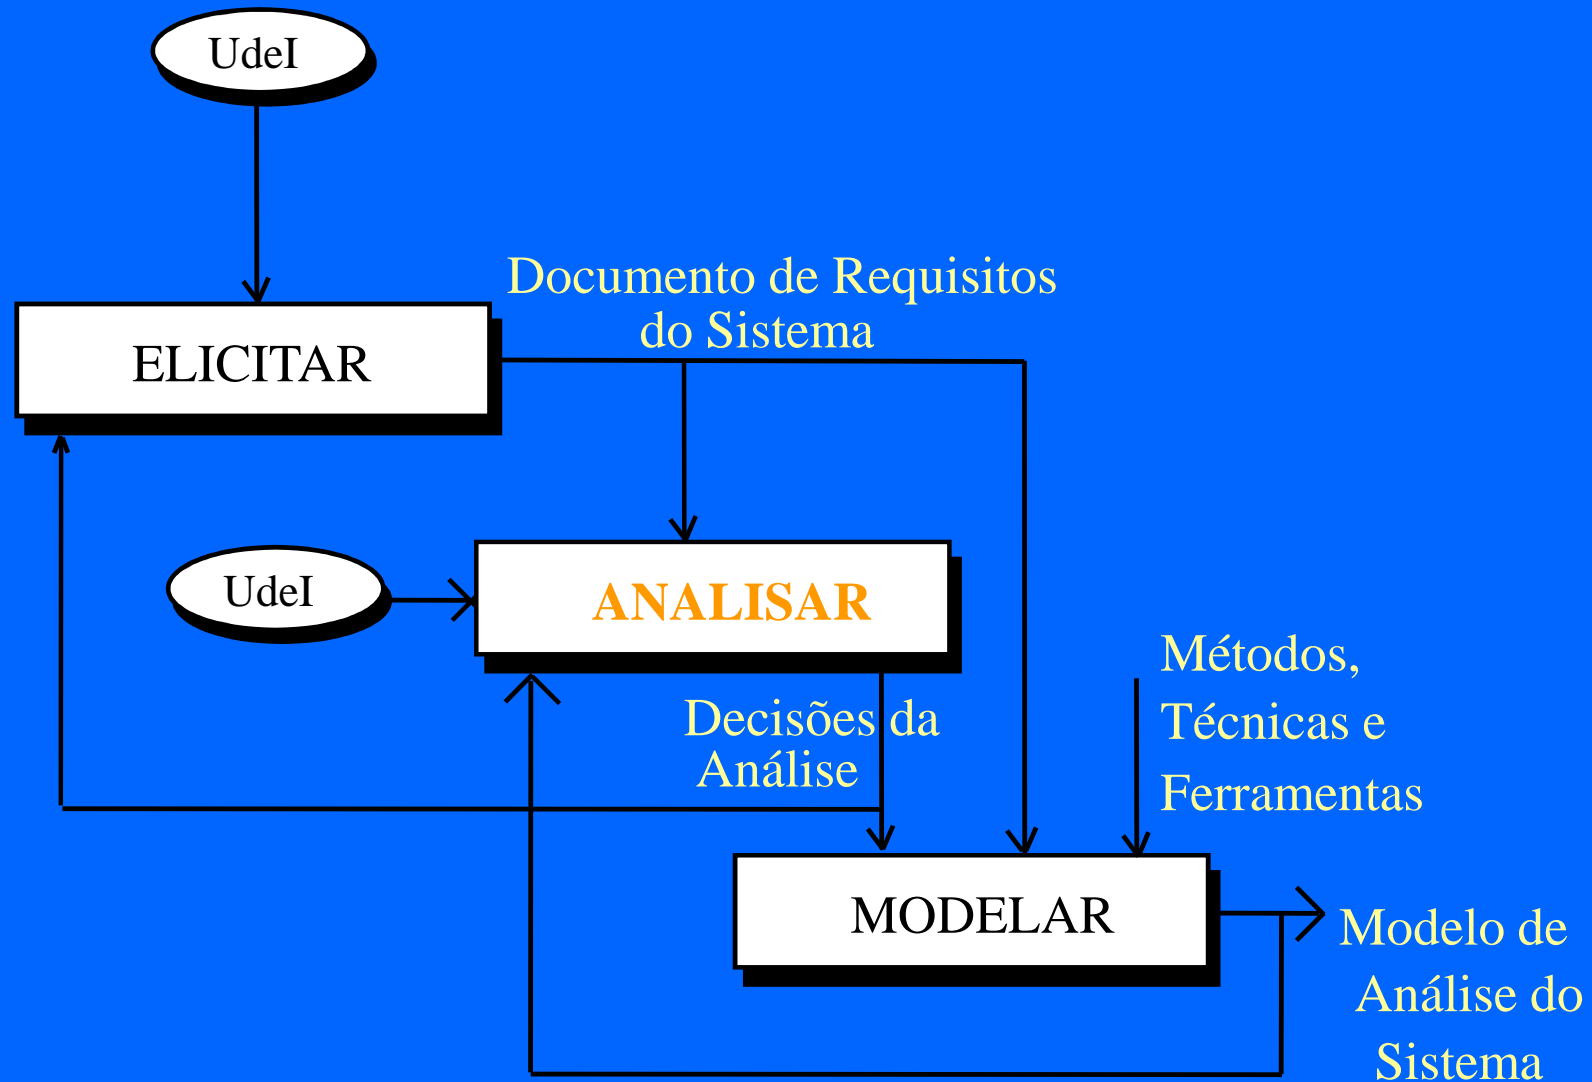 UdeI
Documento de Requisitos
do Sistema
ELICITAR
UdeI
ANALISAR
Decisões da
Análise
Métodos,
Técnicas e
Ferramentas
MODELAR
Modelo de
Análise do
Sistema